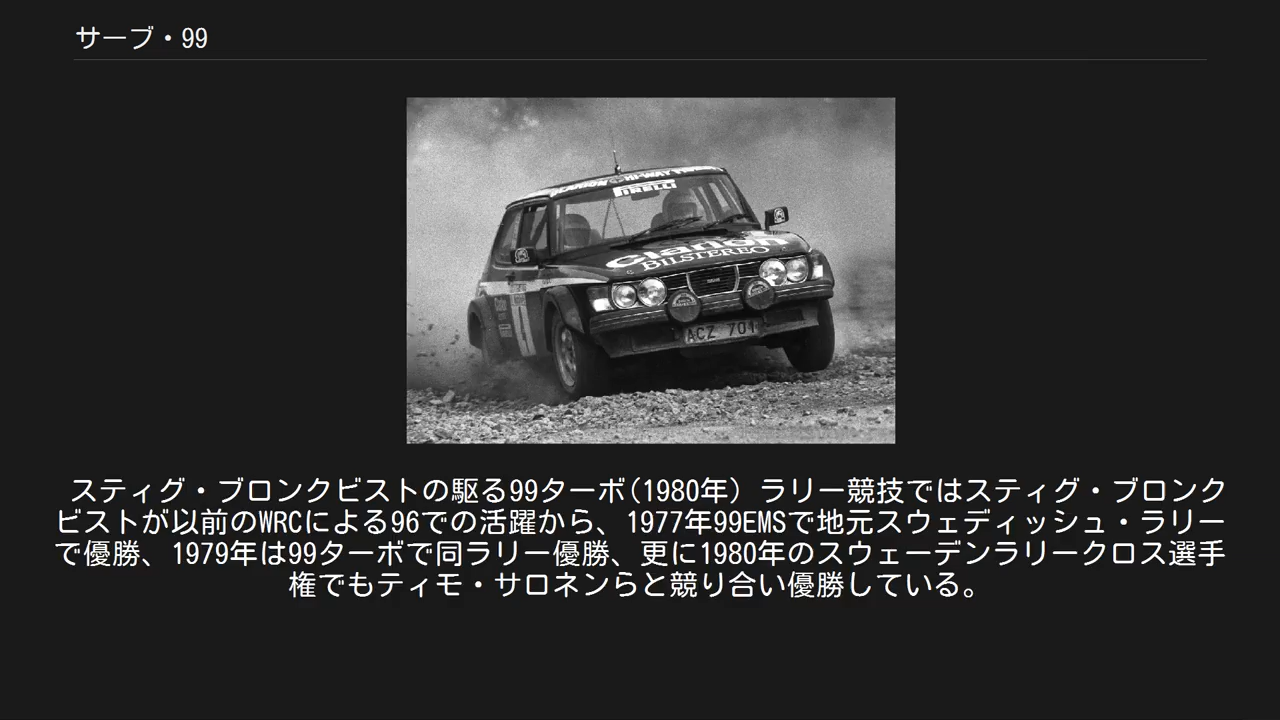 サーブ・99
CLARION HI-WAY
PIRELLI
Clarion
BILSTEREO
4
ACZ 701
スティグ・ブロンクビストの駆る99ターボ(1980年) ラリー競技ではスティグ・ブロンク
ビストが以前のWRCによる96での活躍から、1977年99EMSで地元スウェディッシュ・ラリー
で優勝、1979年は99ターボで同ラリー優勝、更に1980年のスウェーデンラリークロス選手
権でもティモ・サロネンらと競り合い優勝している。